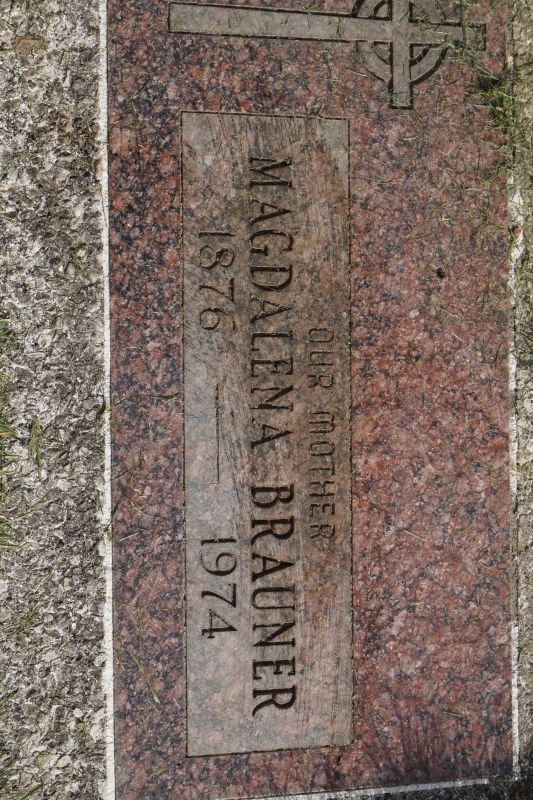 OUR MOTHER
MAGDALENA BRAUNER
1876 — 1974